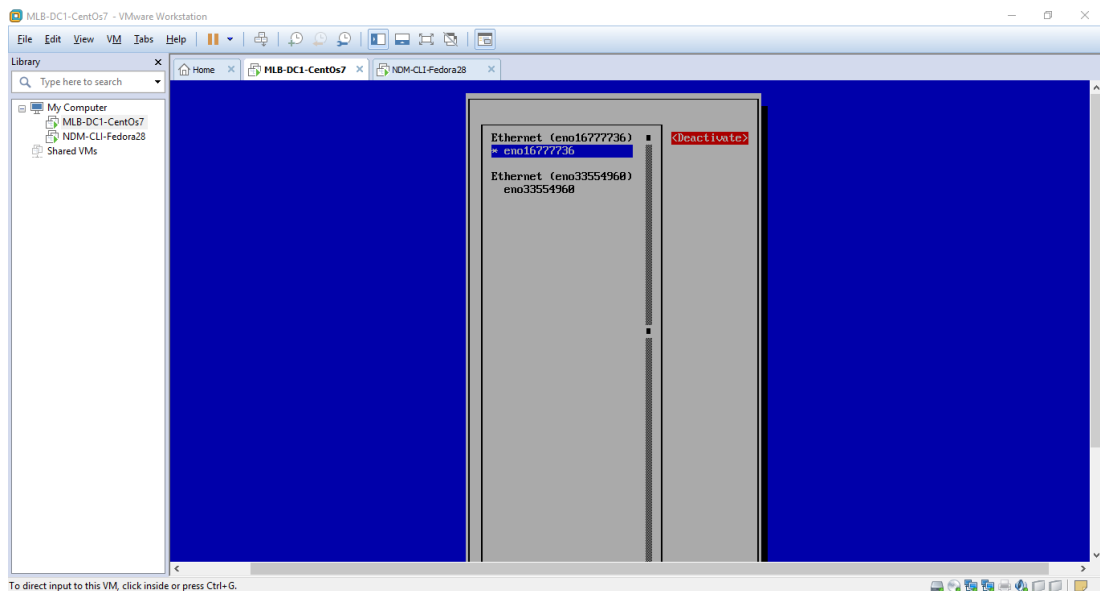 MLB-DC1-CentOs7 - VMware Workstation
File Edit View VM Tabs Help
Library
Type here to search
My Computer
MLB-DC1-CentOs7
NDM-CLI-Fedora28
Shared VMs
Home MLB-DC1-CentOs7 NDM-CLI-Fedora28
Ethernet (eno16777736) <Deactivate>
* eno16777736
Ethernet (eno33554960)
eno33554960
To direct input to this VM, click inside or press Ctrl+G.